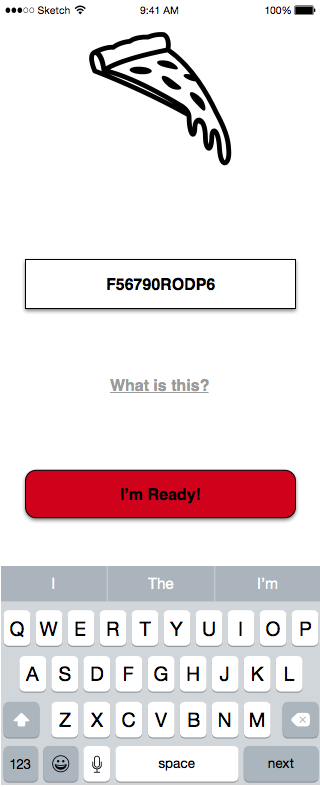 Sketch 9:41 AM 100%
F56790RODP6
What is this?
I'm Ready!
I The I'm
Q W E R T Y U I O P
A S D F G H J K L
Z X C V B N M
123 space next